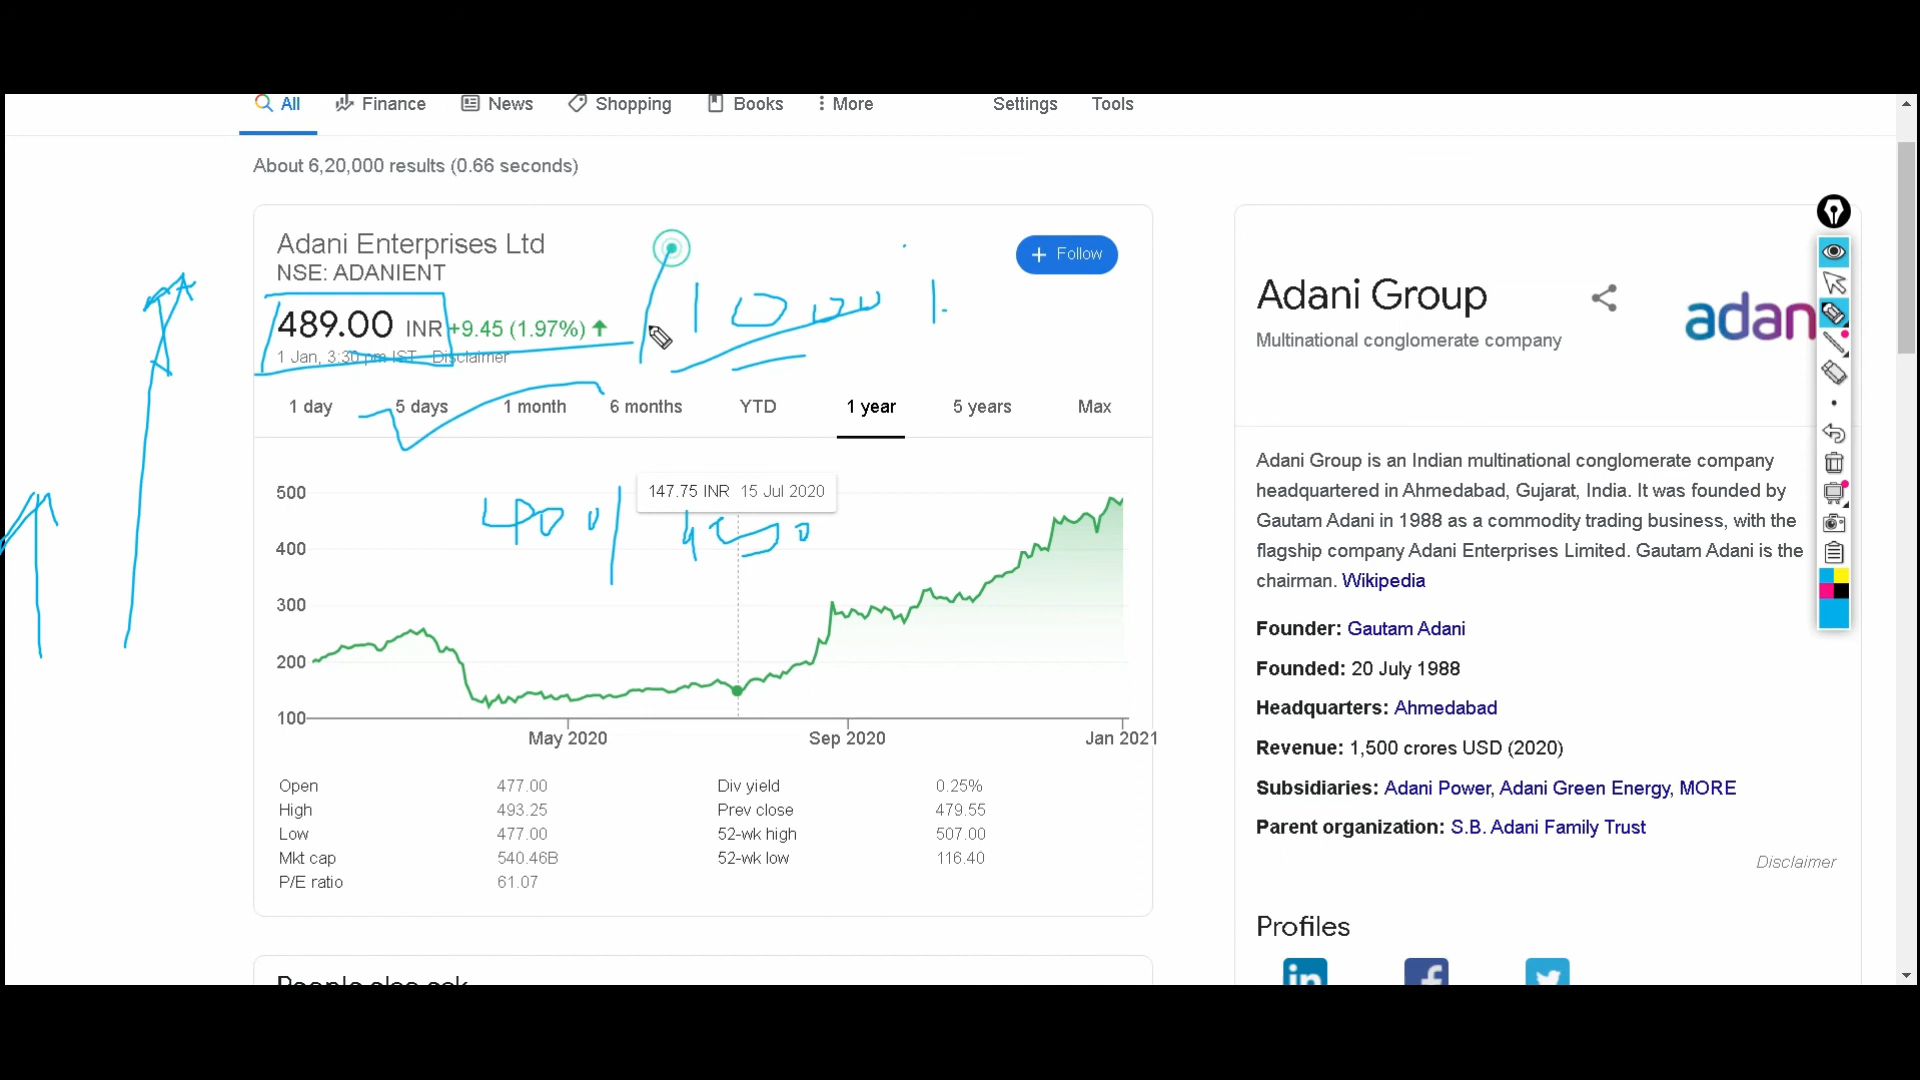 All Finance News Shopping Books More Settings Tools
About 6,20,000 results (0.66 seconds)
Adani Enterprises Ltd
NSE: ADANIENT
Follow
489.00 INR +9.45 (1.97%)
1 Jan, 3:30 pm IST Disclaimer
1 day 5 days 1 month 6 months YTD 1 year 5 years Max
147.75 INR 15 Jul 2020
500
400
300
200
100
May 2020 Sep 2020 Jan 2021
Open 477.00 Div yield 0.25%
High 493.25 Prev close 479.55
Low 477.00 52-wk high 507.00
Mkt cap 540.46B 52-wk low 116.40
P/E ratio 61.07
People also ask
Adani Group
Multinational conglomerate company
adan
Adani Group is an Indian multinational conglomerate company
headquartered in Ahmedabad, Gujarat, India. It was founded by
Gautam Adani in 1988 as a commodity trading business, with the
flagship company Adani Enterprises Limited. Gautam Adani is the
chairman. Wikipedia
Founder: Gautam Adani
Founded: 20 July 1988
Headquarters: Ahmedabad
Revenue: 1,500 crores USD (2020)
Subsidiaries: Adani Power, Adani Green Energy, MORE
Parent organization: S.B. Adani Family Trust
Disclaimer
Profiles
in